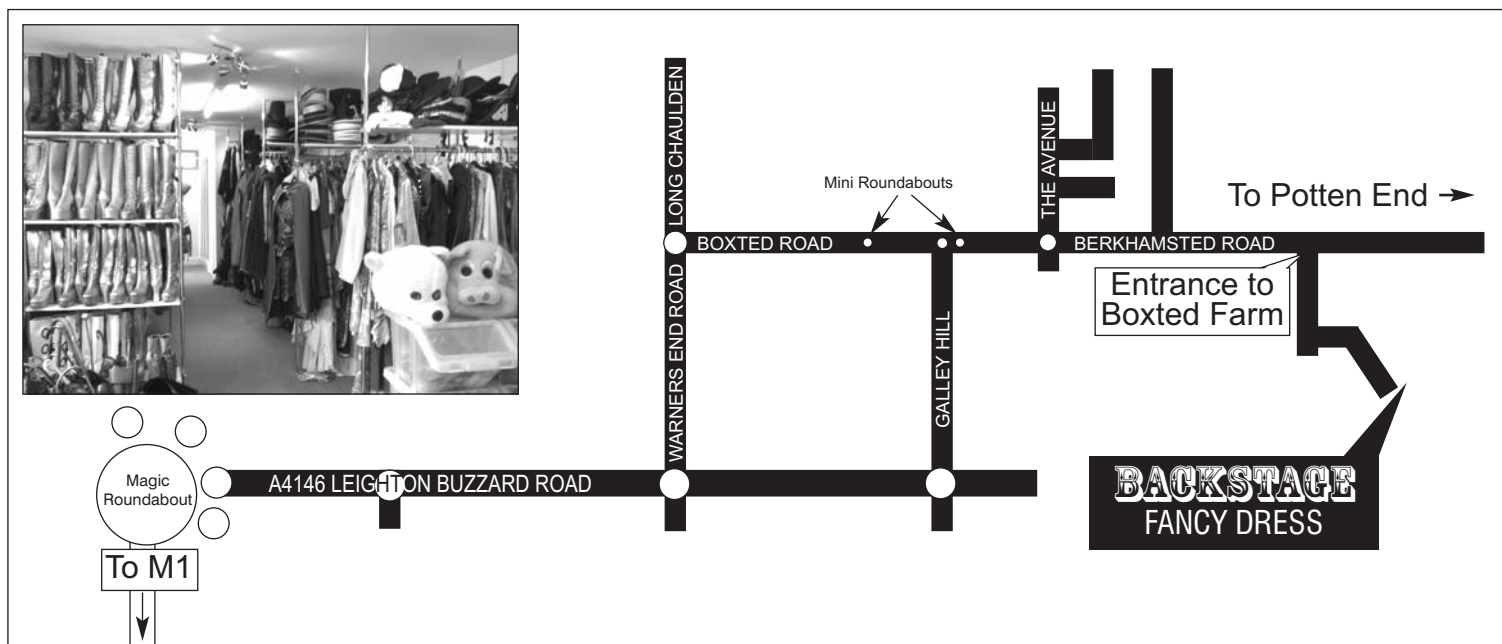 LONG CHAULDEN
THE AVENUE
Mini Roundabouts
To Potten End
BOXTED ROAD
BERKHAMSTED ROAD
Entrance to
Boxted Farm
WARNERS END ROAD
GALLEY HILL
Magic
Roundabout
A4146 LEIGHTON BUZZARD ROAD
BACKSTAGE
FANCY DRESS
To M1